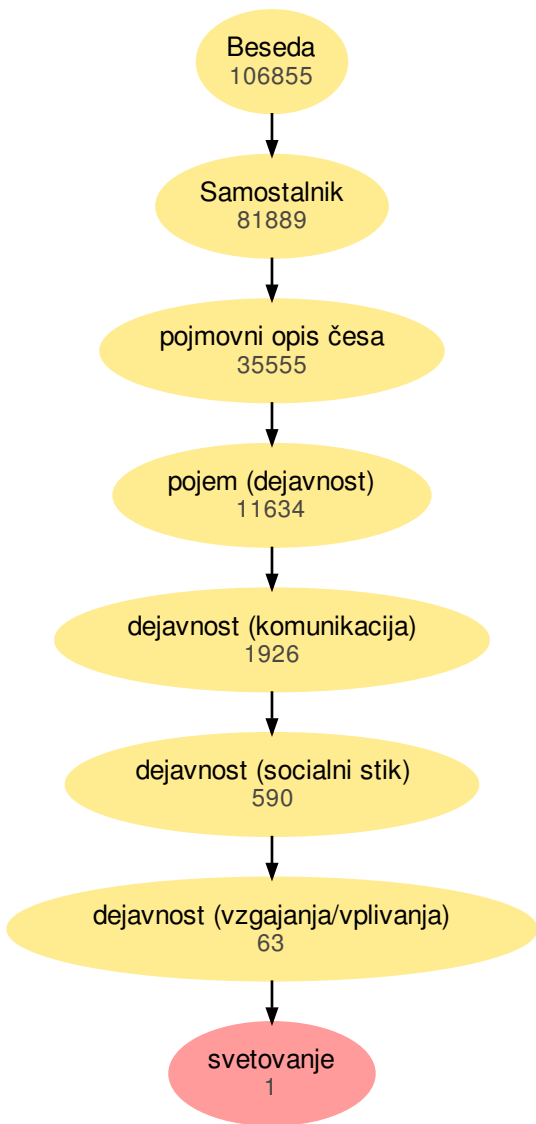 Beseda
106855
Samostalnik
81889
pojmovni opis česa
35555
pojem (dejavnost)
11634
dejavnost (komunikacija)
1926
dejavnost (socialni stik)
590
dejavnost (vzgajanja/vplivanja)
63
svetovanje
1